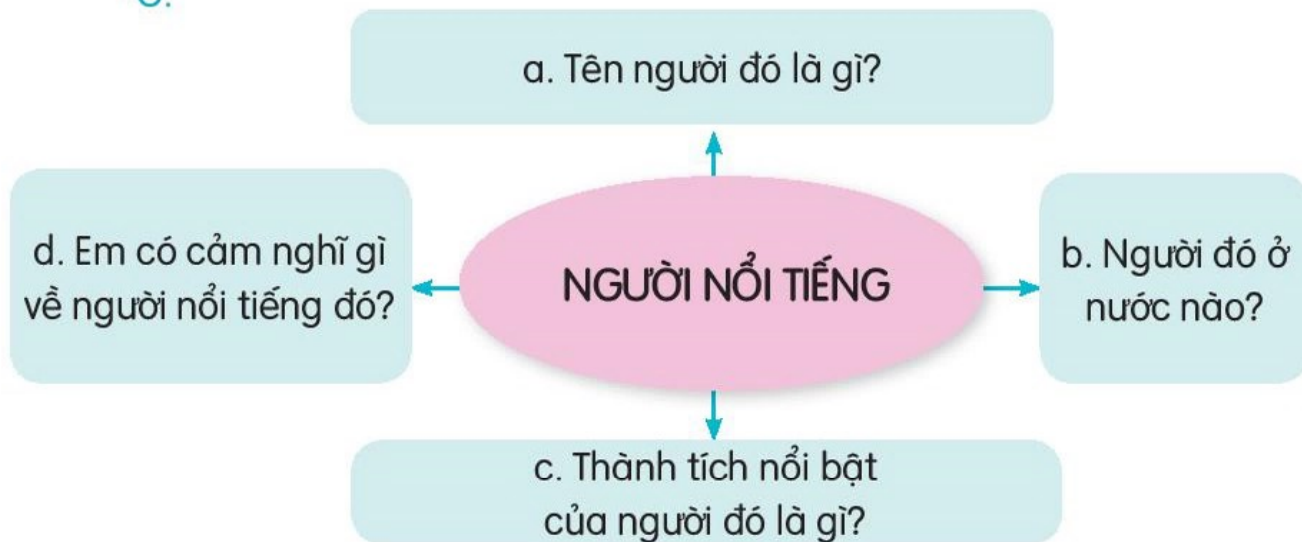 a. Tên người đó là gì?
d. Em có cảm nghĩ gì
về người nổi tiếng đó?
NGƯỜI NỔI TIẾNG
b. Người đó ở
nước nào?
c. Thành tích nổi bật
của người đó là gì?